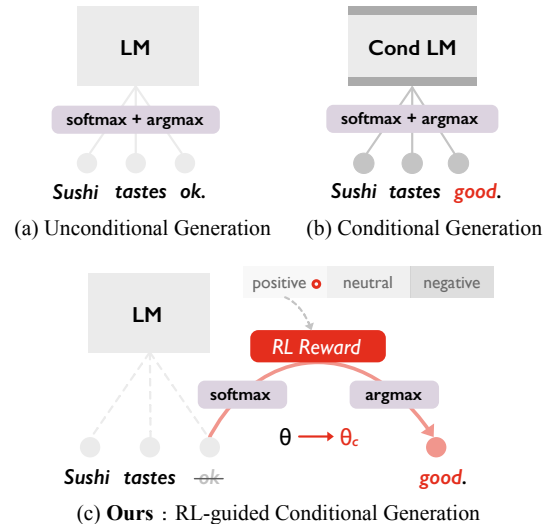 LM
Cond LM
softmax + argmax
softmax + argmax
Sushi tastes ok.
Sushi tastes good.
(a) Unconditional Generation
(b) Conditional Generation
positive neutral negative
LM
RL Reward
softmax
argmax
θ → θc
Sushi tastes ok
good.
(c) Ours : RL-guided Conditional Generation